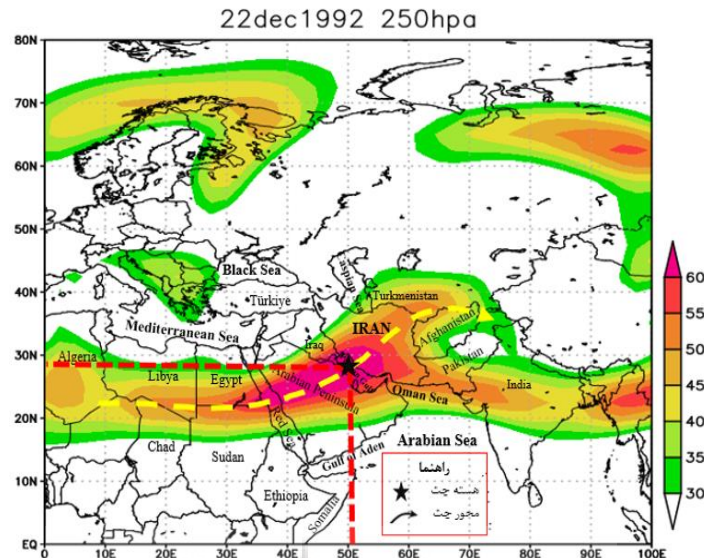 22dec1992 250hpa
80N
70N
60N
50N
40N
30N
20N
10N
EQ
0
10E
20E
30E
40E
50E
60E
70E
80E
90E
100E
60
55
50
45
40
35
30
Black Sea
Caspian Sea
Türkiye
Turkmenistan
Mediterranean Sea
IRAN
Afghanistan
Iraq
Algeria
Libya
Egypt
Pakistan
Arabian Peninsula
Oman Sea
India
Red Sea
Chad
Sudan
Arabian Sea
Gulf of Aden
Ethiopia
Somalia
راهنما
هسته جت
محور جت